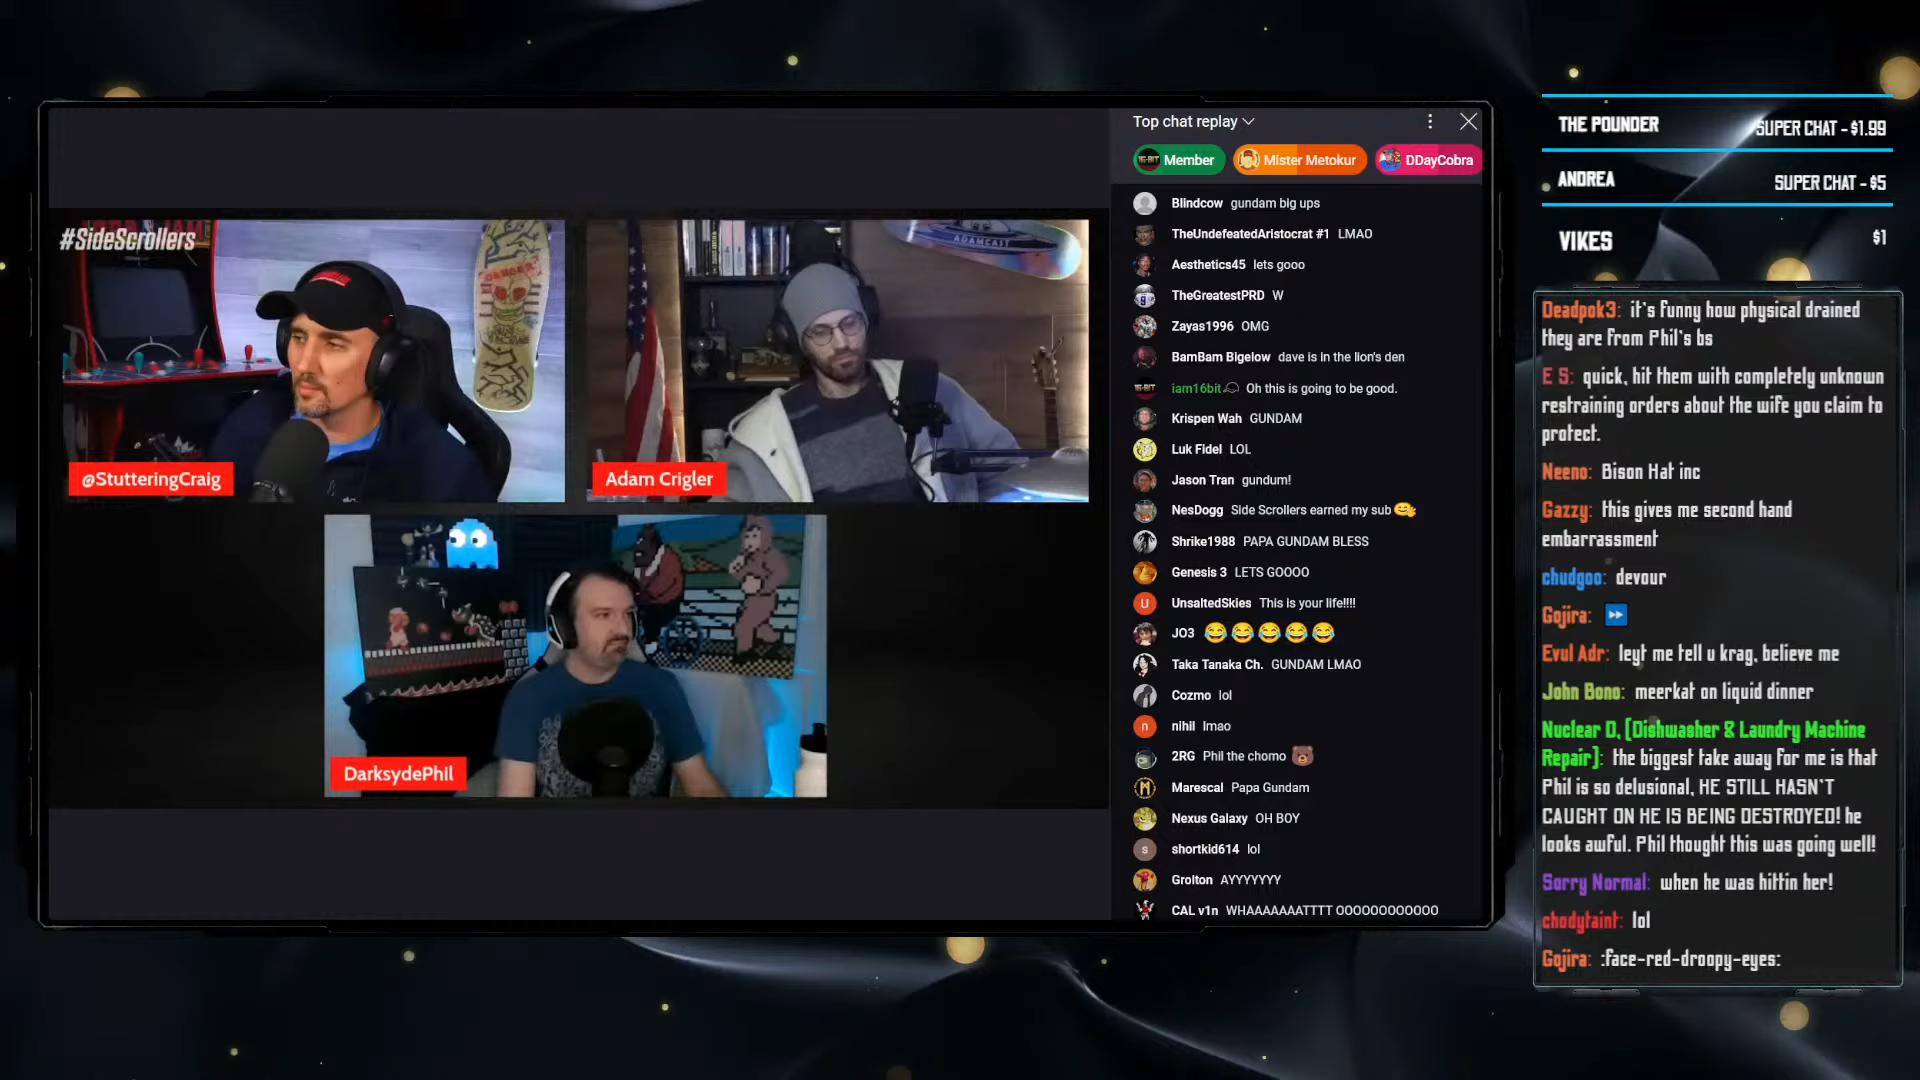 #SideScrollers
@StutteringCraig
ADAMCAST
Adam Crigler
DarksydePhil
Top chat replay
16-BIT Member
Mister Metokur
DDayCobra
Blindcow gundam big ups
TheUndefeatedAristocrat #1 LMAO
Aesthetics45 lets gooo
TheGreatestPRD W
Zayas1996 OMG
BamBam Bigelow dave is in the lion's den
iam16bit Oh this is going to be good.
Krispen Wah GUNDAM
Luk Fidel LOL
Jason Tran gundum!
NesDogg Side Scrollers earned my sub
Shrike1988 PAPA GUNDAM BLESS
Genesis 3 LETS GOOOO
U UnsaltedSkies This is your life!!!!
JO3 😂😂😂😂😂
Taka Tanaka Ch. GUNDAM LMAO
Cozmo lol
n nihil lmao
2RG Phil the chomo 🐻
Marescal Papa Gundam
Nexus Galaxy OH BOY
s shortkid614 lol
Grolton AYYYYYYY
CAL v1n WHAAAAAAATTTT OOOOOOOOOOOO
THE POUNDER SUPER CHAT - $1.99
ANDREA SUPER CHAT - $5
VIKES $1
Deadpok3: it's funny how physical drained
they are from Phil's bs
E S: quick, hit them with completely unknown
restraining orders about the wife you claim to
protect.
Neeno: Bison Hat inc
Gazzy: this gives me second hand
embarrassment
chudgoo: devour
Gojira: ⏩
Evul Adr: leyt me tell u krag, believe me
John Bono: meerkat on liquid dinner
Nuclear D, (Dishwasher & Laundry Machine
Repair): the biggest take away for me is that
Phil is so delusional, HE STILL HASN'T
CAUGHT ON HE IS BEING DESTROYED! he
looks awful. Phil thought this was going well!
Sorry Normal: when he was hittin her!
chodytaint: lol
Gojira: :face-red-droopy-eyes: